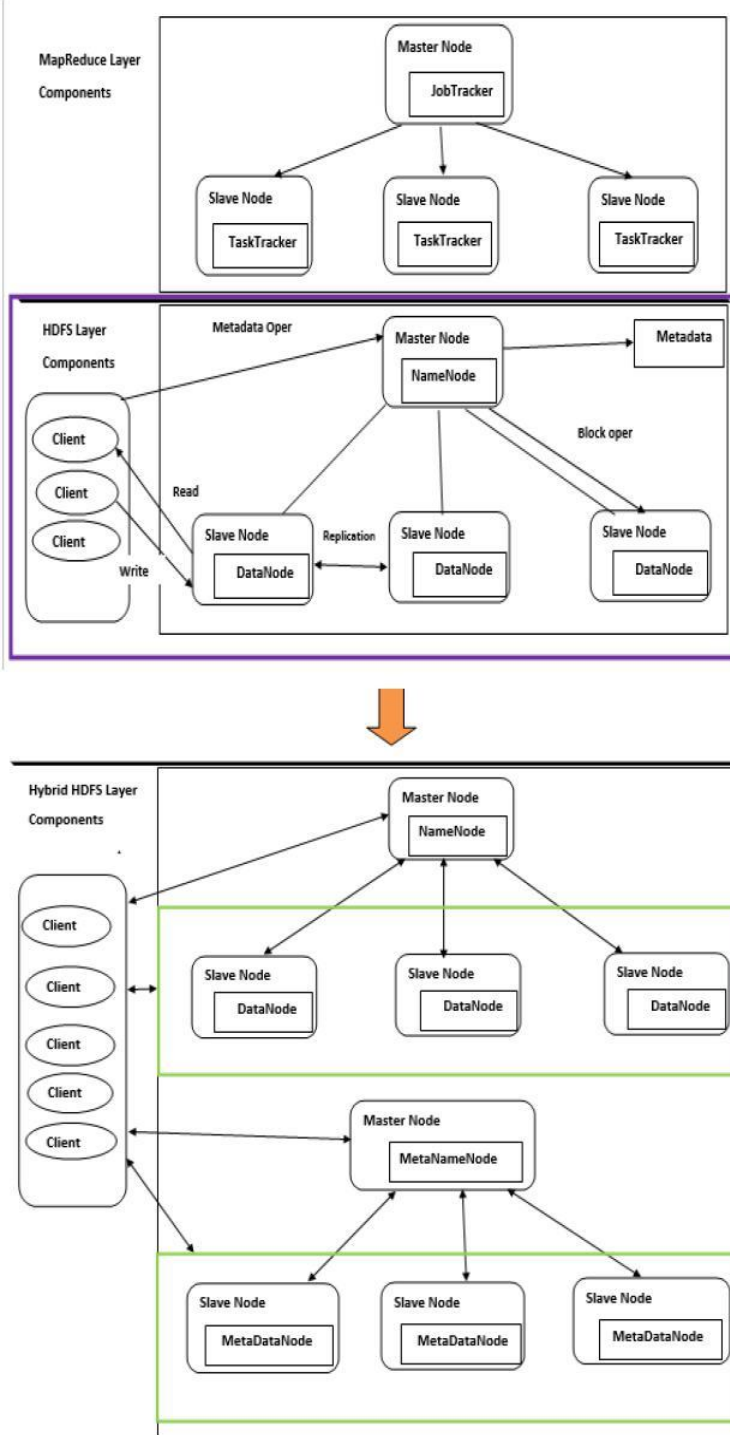 MapReduce Layer
Components
Master Node
JobTracker
Slave Node
TaskTracker
Slave Node
TaskTracker
Slave Node
TaskTracker
HDFS Layer
Components
Metadata Oper
Master Node
NameNode
Metadata
Block oper
Client
Client
Client
Read
Write
Slave Node
DataNode
Replication
Slave Node
DataNode
Slave Node
DataNode
Hybrid HDFS Layer
Components
Master Node
NameNode
Client
Client
Client
Client
Client
Slave Node
DataNode
Slave Node
DataNode
Slave Node
DataNode
Master Node
MetaNameNode
Slave Node
MetaDataNode
Slave Node
MetaDataNode
Slave Node
MetaDataNode